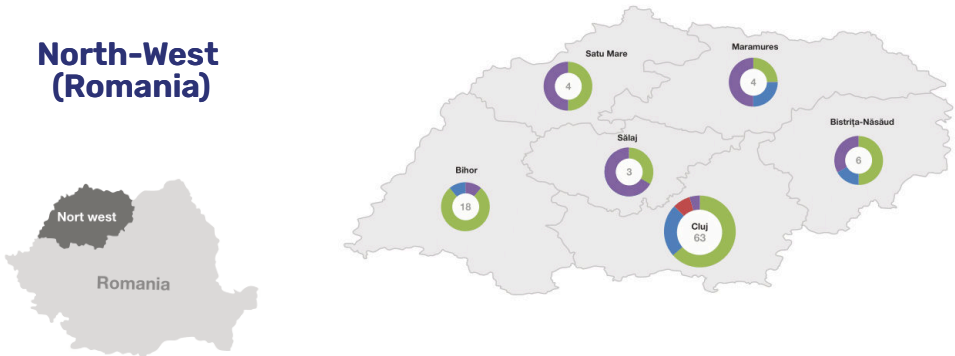 North-West
(Romania)
Nort west
Romania
Satu Mare
4
Maramures
4
Bistrița-Năsăud
6
Sălaj
3
Bihor
18
Cluj
63